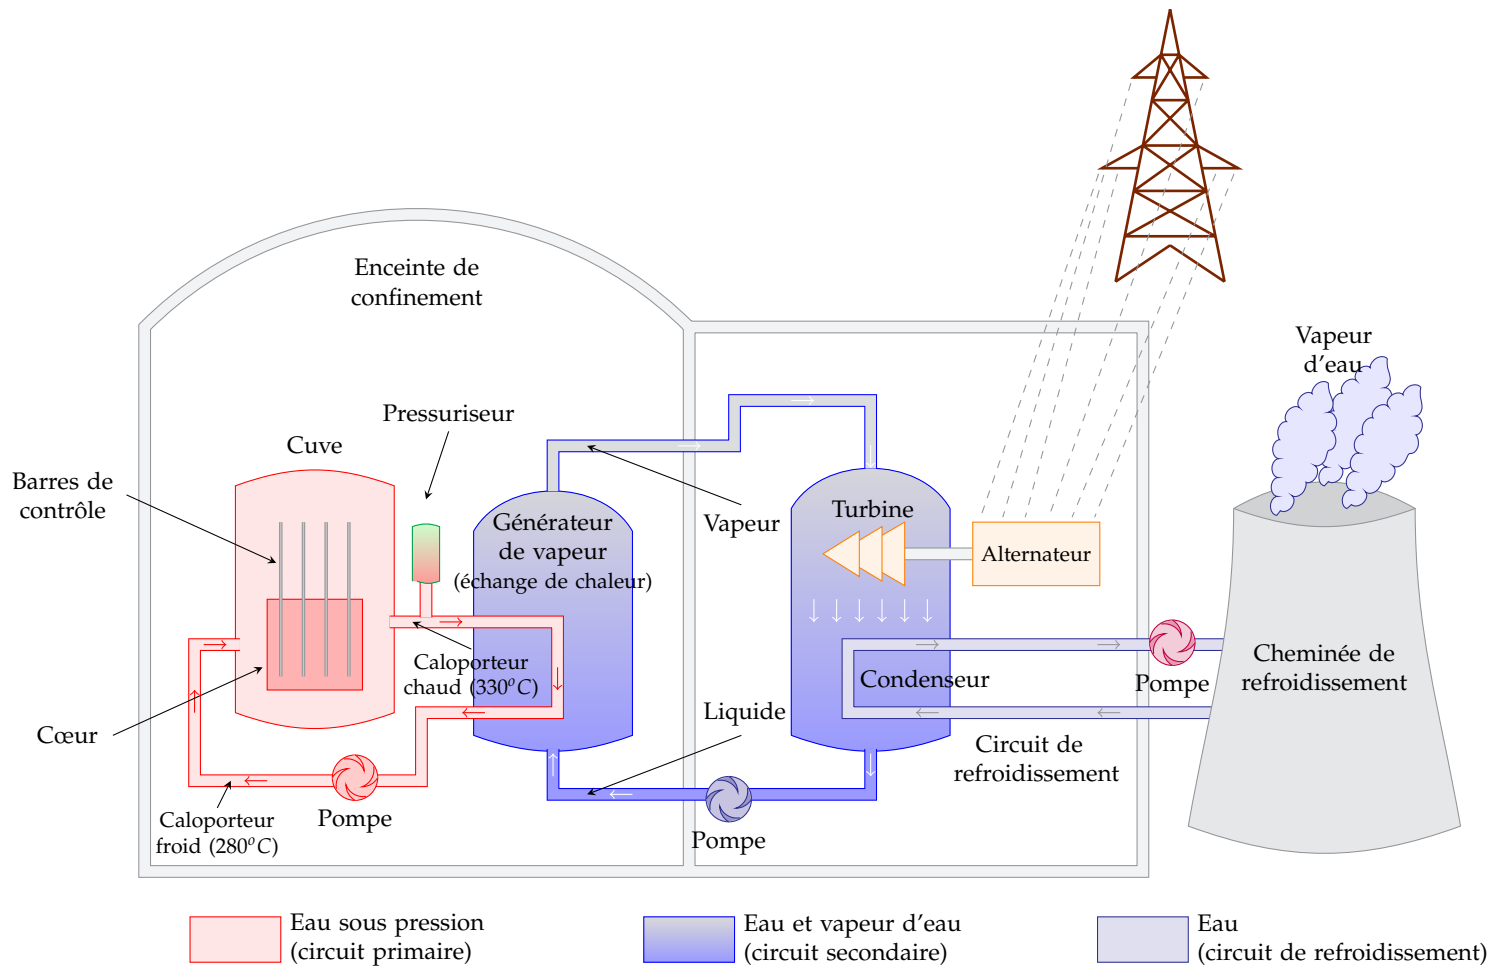 Enceinte de
confinement
Vapeur
d'eau
Pressuriseur
Cuve
Barres de
contrôle
Générateur
de vapeur
(échange de chaleur)
Vapeur
Turbine
Alternateur
Caloporteur
chaud (330°C)
Condenseur
Pompe
Cheminée de
refroidissement
Cœur
Liquide
Circuit de
refroidissement
Caloporteur
froid (280°C)
Pompe
Pompe
Eau sous pression
(circuit primaire)
Eau et vapeur d'eau
(circuit secondaire)
Eau
(circuit de refroidissement)